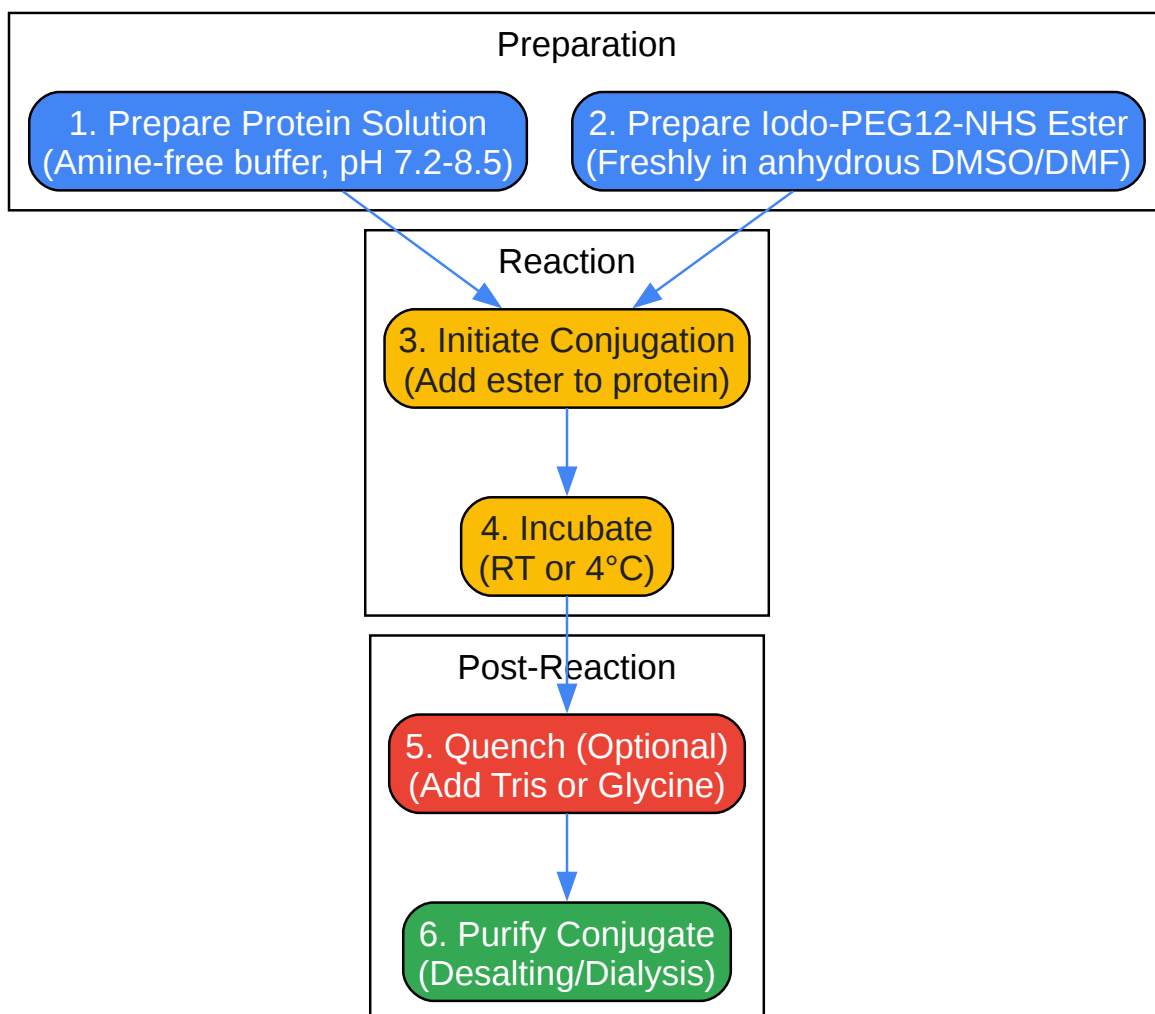 Preparation
1. Prepare Protein Solution
(Amine-free buffer, pH 7.2-8.5)
2. Prepare Iodo-PEG12-NHS Ester
(Freshly in anhydrous DMSO/DMF)
Reaction
3. Initiate Conjugation
(Add ester to protein)
4. Incubate
(RT or 4°C)
Post-Reaction
5. Quench (Optional)
(Add Tris or Glycine)
6. Purify Conjugate
(Desalting/Dialysis)